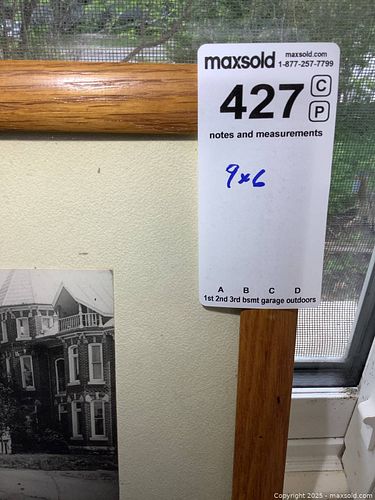 maxsold maxsold.com
1-877-257-7799
427 C
P
notes and measurements
9x6
A B C D
1st 2nd 3rd bsmt garage outdoors
Copyright 2025 - maxsold.com